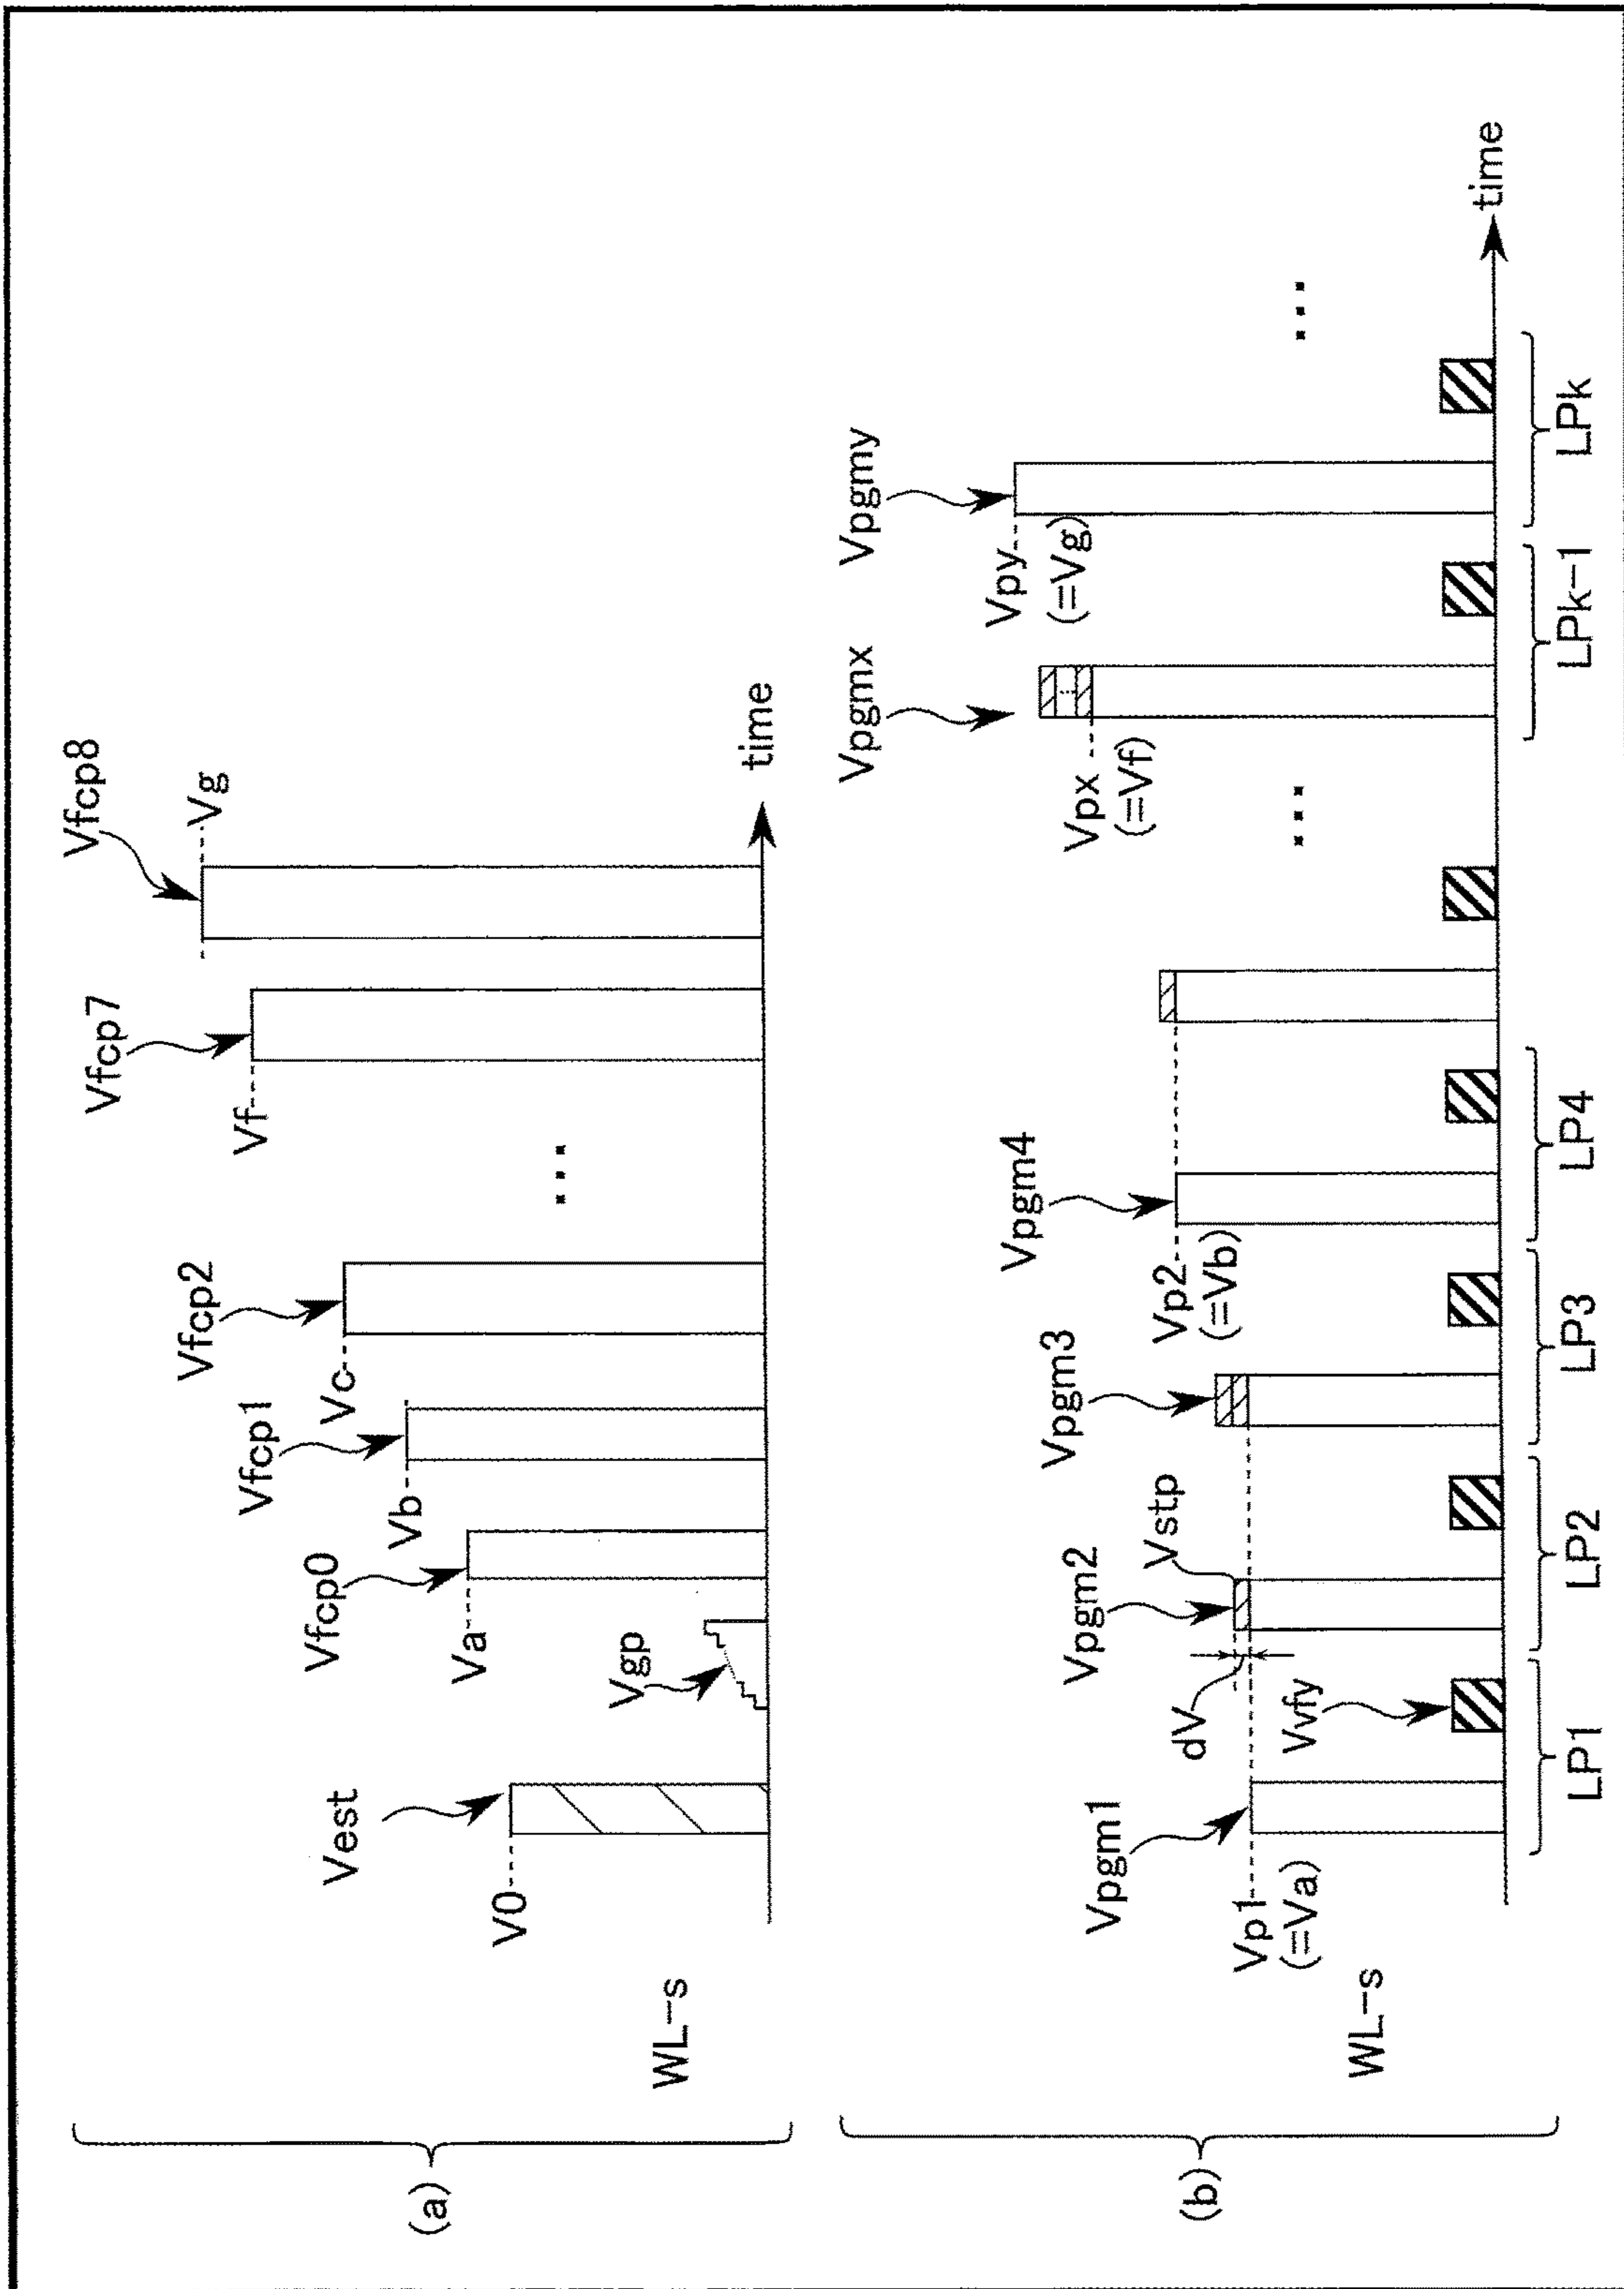 (a)
WL-s
V0
Vest
Vgp
Va
Vfcp0
Vb
Vfcp1
Vc
Vfcp2
...
Vf
Vfcp7
Vfcp8
Vg
time
(b)
WL-s
Vp1
(=Va)
Vpgm1
Vvfy
dV
Vpgm2
Vstp
Vpgm3
Vp2
(=Vb)
Vpgm4
...
Vpx
(=Vf)
Vpgmx
Vpy
(=Vg)
Vpgmy
...
time
LP1
LP2
LP3
LP4
LPk-1
LPk